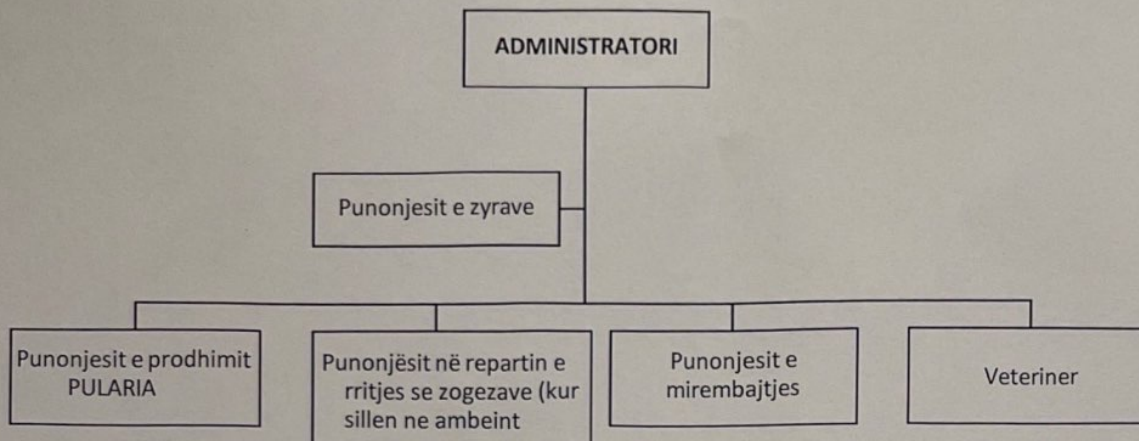 ADMINISTRATORI
Punonjesit e zyrave
Punonjesit e prodhimit
PULARIA
Punonjësit në repartin e
rritjes se zogezave (kur
sillen ne ambeint
Punonjesit e
mirembajtjes
Veteriner